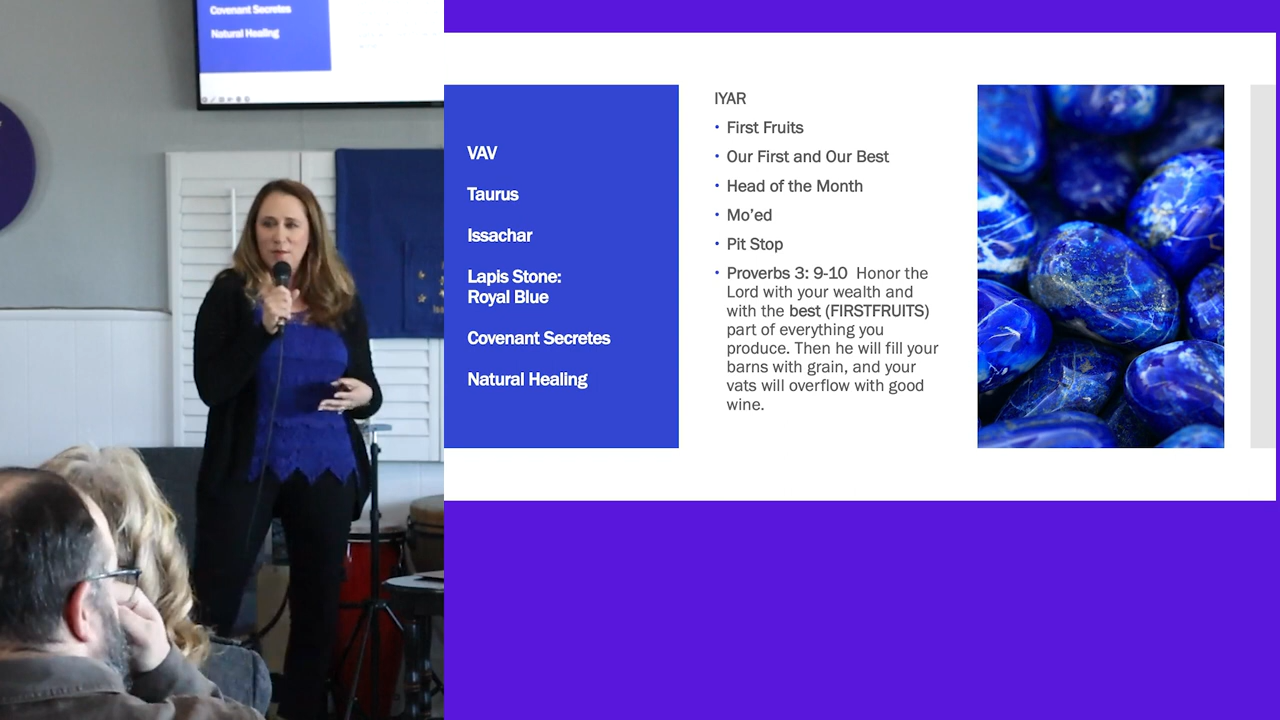 Covenant Secretes
Natural Healing
VAV
Taurus
Issachar
Lapis Stone:
Royal Blue
Covenant Secretes
Natural Healing
IYAR
• First Fruits
• Our First and Our Best
• Head of the Month
• Mo’ed
• Pit Stop
• Proverbs 3: 9-10 Honor the
Lord with your wealth and
with the best (FIRSTFRUITS)
part of everything you
produce. Then he will fill your
barns with grain, and your
vats will overflow with good
wine.